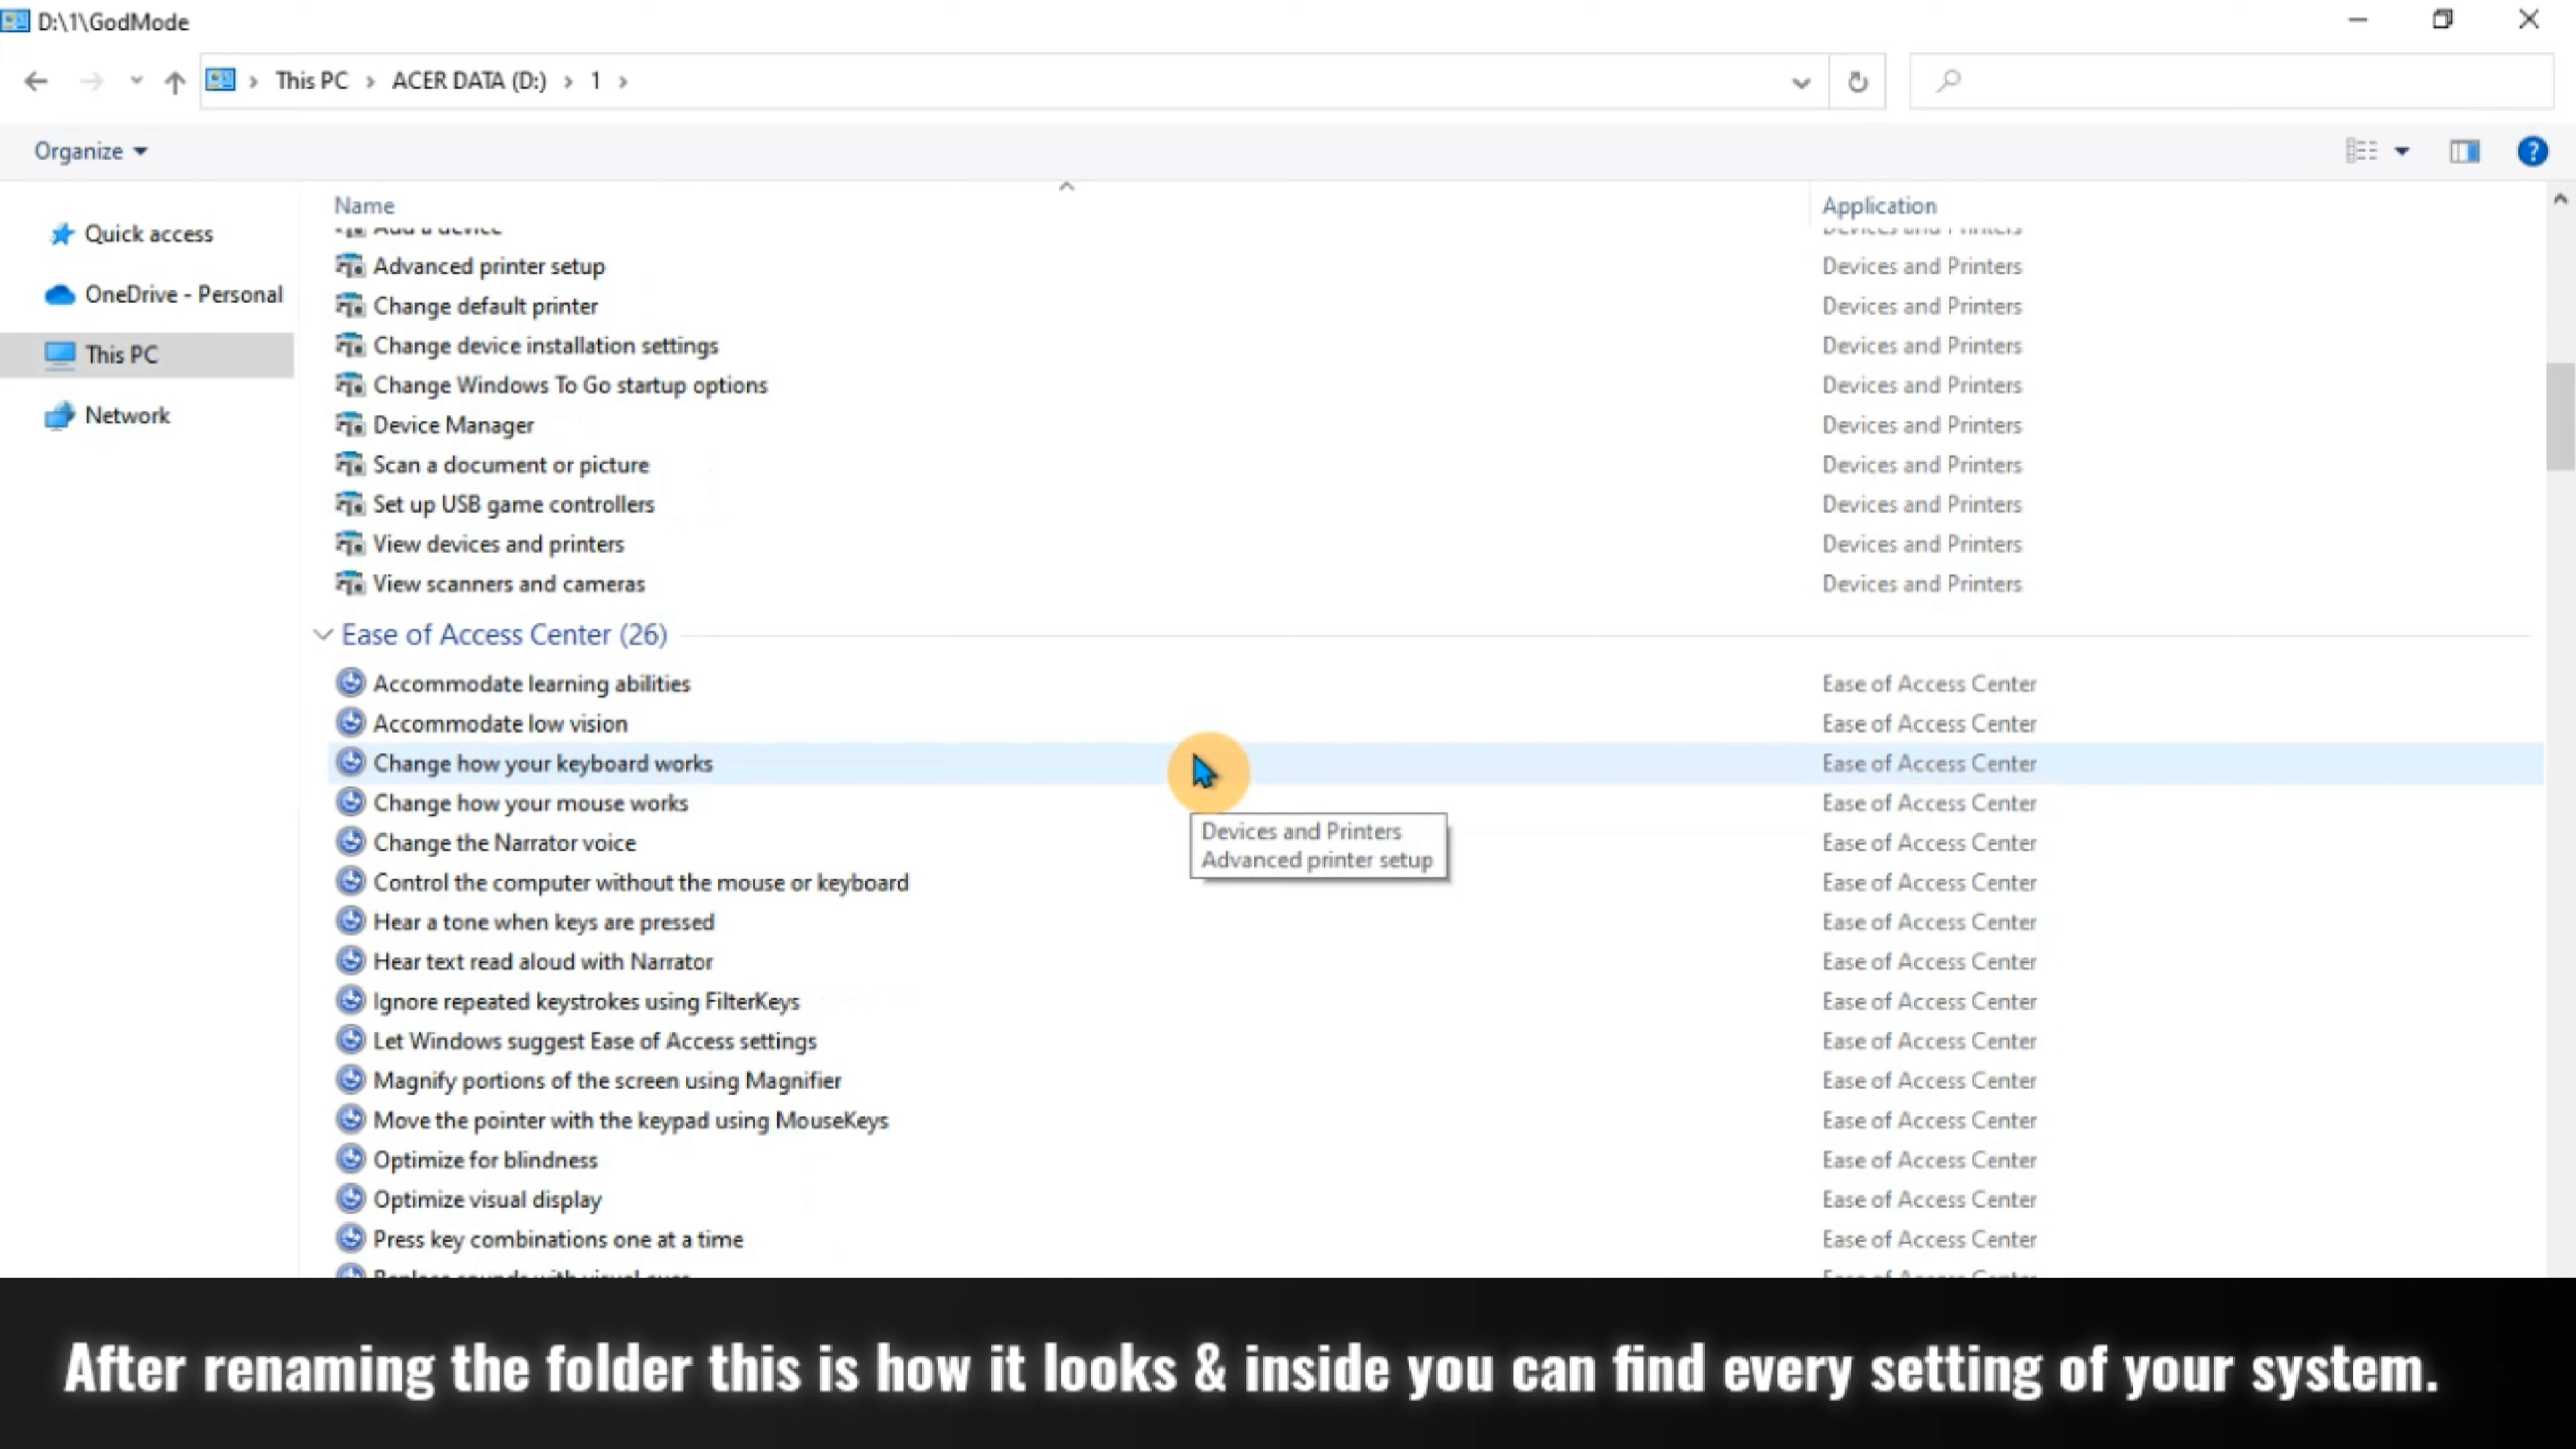 D:\1\GodMode
This PC > ACER DATA (D:) > 1 >
Organize
Name Application
Quick access
OneDrive - Personal
This PC
Network
Add a device Devices and Printers
Advanced printer setup Devices and Printers
Change default printer Devices and Printers
Change device installation settings Devices and Printers
Change Windows To Go startup options Devices and Printers
Device Manager Devices and Printers
Scan a document or picture Devices and Printers
Set up USB game controllers Devices and Printers
View devices and printers Devices and Printers
View scanners and cameras Devices and Printers
Ease of Access Center (26)
Accommodate learning abilities Ease of Access Center
Accommodate low vision Ease of Access Center
Change how your keyboard works Ease of Access Center
Change how your mouse works Ease of Access Center
Devices and Printers
Advanced printer setup
Change the Narrator voice Ease of Access Center
Control the computer without the mouse or keyboard Ease of Access Center
Hear a tone when keys are pressed Ease of Access Center
Hear text read aloud with Narrator Ease of Access Center
Ignore repeated keystrokes using FilterKeys Ease of Access Center
Let Windows suggest Ease of Access settings Ease of Access Center
Magnify portions of the screen using Magnifier Ease of Access Center
Move the pointer with the keypad using MouseKeys Ease of Access Center
Optimize for blindness Ease of Access Center
Optimize visual display Ease of Access Center
Press key combinations one at a time Ease of Access Center
After renaming the folder this is how it looks & inside you can find every setting of your system.